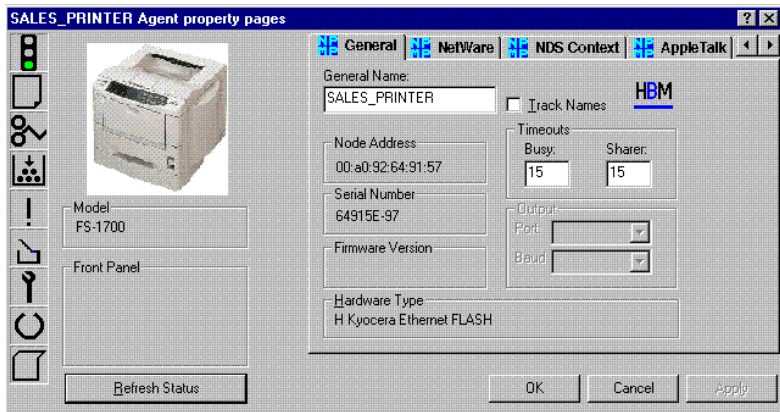 SALES_PRINTER Agent property pages
General
NetWare
NDS Context
AppleTalk
General Name:
SALES_PRINTER
Track Names
HBM
Node Address
00:a0:92:64:91:57
Timeouts
Busy:
Sharer:
15
15
Serial Number
64915E-97
Model
FS-1700
Output
Port:
Baud
Firmware Version
Front Panel
Hardware Type
H Kyocera Ethernet FLASH
Refresh Status
OK
Cancel
Apply